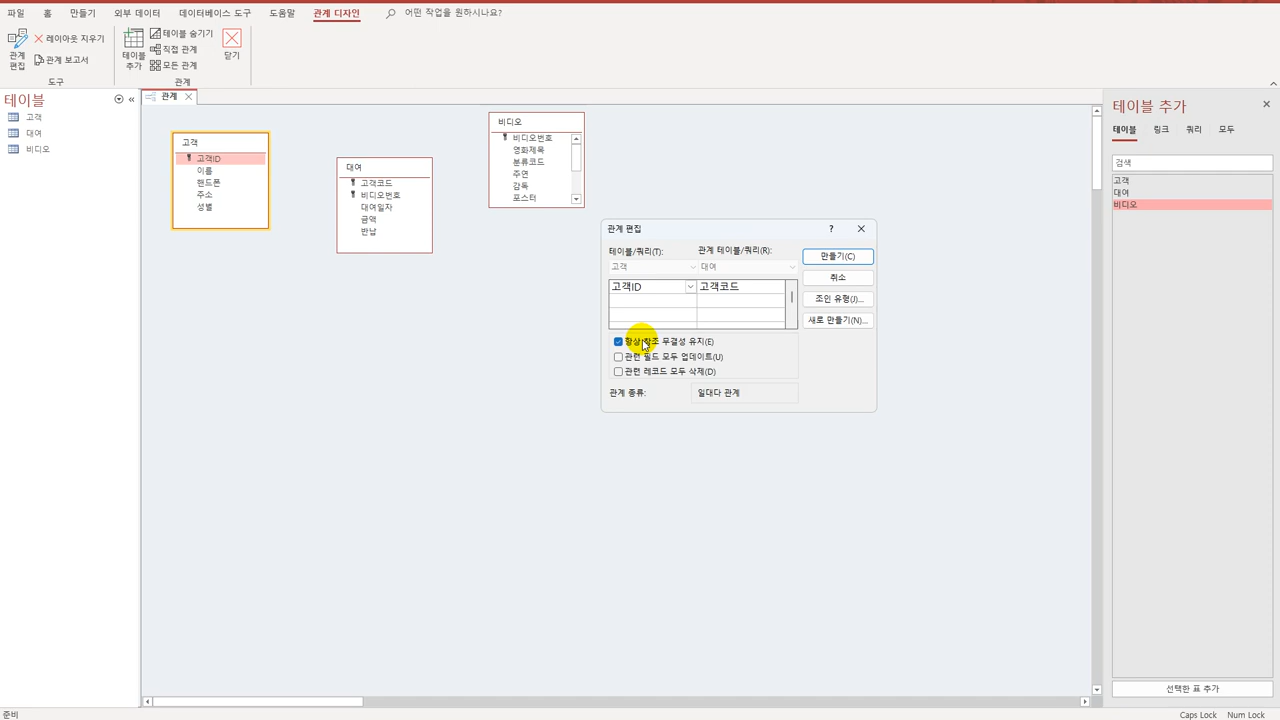 파일 홈 만들기 외부 데이터 데이터베이스 도구 도움말 관계 디자인 어떤 작업을 원하시나요?
관계 편집
레이아웃 지우기
관계 보고서
도구
테이블 추가
테이블 숨기기
직접 관계
모든 관계
관계
닫기
테이블
고객
대여
비디오
관계
고객
고객ID
이름
핸드폰
주소
성별
대여
고객코드
비디오번호
대여일자
금액
반납
비디오
비디오번호
영화제목
분류코드
주연
감독
포스터
관계 편집
?
테이블/쿼리(T): 관계 테이블/쿼리(R):
고객 대여
고객ID 고객코드
항상 참조 무결성 유지(E)
관련 필드 모두 업데이트(U)
관련 레코드 모두 삭제(D)
관계 종류: 일대다 관계
만들기(C)
취소
조인 유형(J)...
새로 만들기(N)...
테이블 추가
테이블 링크 쿼리 모두
검색
고객
대여
비디오
선택한 표 추가
준비
Caps Lock Num Lock